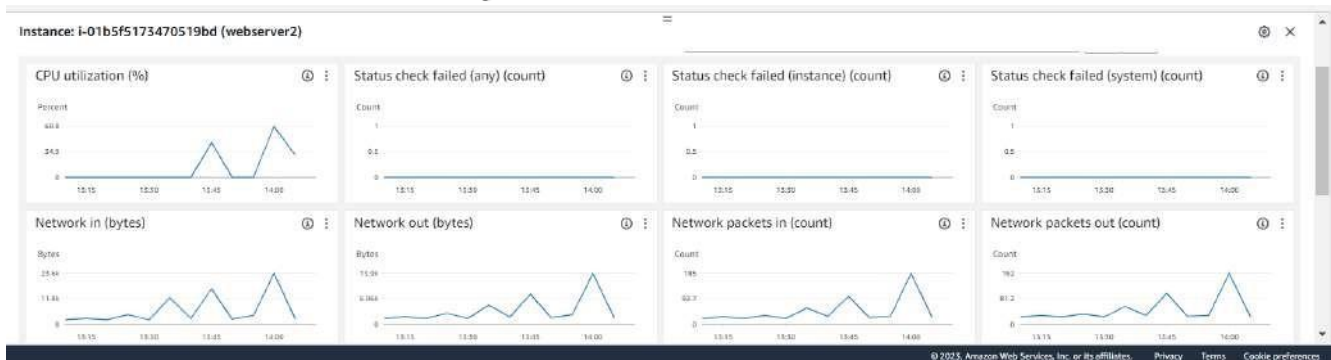 Instance: i-01b5f5173470519bd (webserver2)
CPU utilization (%)
Percent
0
13:15 13:30 13:45 14:00
Status check failed (any) (count)
Count
1
0.5
0
13:15 13:30 13:45 14:00
Status check failed (instance) (count)
Count
1
0.5
0
13:15 13:30 13:45 14:00
Status check failed (system) (count)
Count
1
0.5
0
13:15 13:30 13:45 14:00
Network in (bytes)
Bytes
0
13:15 13:30 13:45 14:00
Network out (bytes)
Bytes
0
13:15 13:30 13:45 14:00
Network packets in (count)
Count
0
13:15 13:30 13:45 14:00
Network packets out (count)
Count
0
13:15 13:30 13:45 14:00
© 2023, Amazon Web Services, Inc. or its affiliates. Privacy Terms Cookie preferences